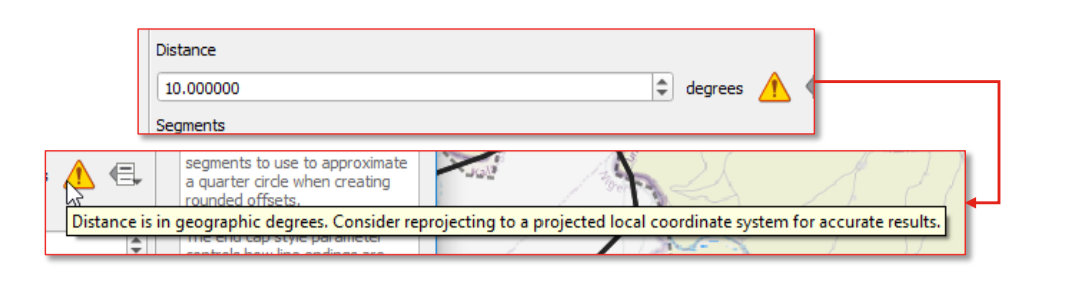 Distance
10.000000 degrees
Segments
segments to use to approximate
a quarter circle when creating
rounded offsets.
Distance is in geographic degrees. Consider reprojecting to a projected local coordinate system for accurate results.
The end cap style parameter
controls how line endings are